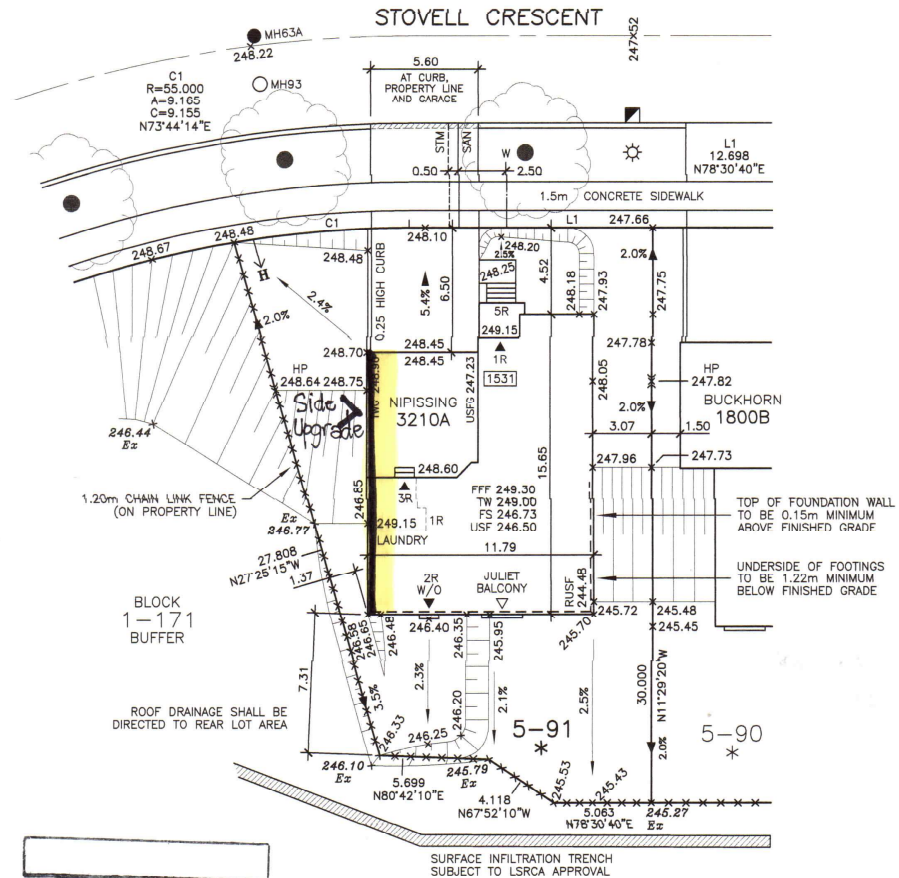 STOVELL CRESCENT
MH63A
248.22
247x52
C1
R=55.000
A=9.165
C=9.155
N73°44'14"E
MH93
5.60
AT CURB,
PROPERTY LINE
AND GARAGE
STM
SAN
W
0.50
2.50
L1
12.698
N78°30'40"E
1.5m CONCRETE SIDEWALK
C1
L1
247.66
248.67
248.48
248.48
248.10
248.20
2.5%
248.25
4.52
248.18
247.93
2.0%
247.75
H
2.4%
2.0%
0.25 HIGH CURB
5.4%
6.50
5R
249.15
1R
1531
248.70
248.45
248.45
247.78
HP
247.82
HP
248.64
248.75
248.90
NIPISSING
3210A
USFG 247.23
248.05
2.0%
BUCKHORN
1800B
Side
Upgrade
246.44
Ex
15.65
3.07
1.50
248.60
247.96
247.73
1.20m CHAIN LINK FENCE
(ON PROPERTY LINE)
246.85
3R
1R
FFF 249.30
TW 249.00
FS 246.73
USF 246.50
TOP OF FOUNDATION WALL
TO BE 0.15m MINIMUM
ABOVE FINISHED GRADE
Ex
246.77
249.15
LAUNDRY
11.79
27.808
N27°25'15"W
1.37
2R
W/O
JULIET
BALCONY
RUSF
244.48
UNDERSIDE OF FOOTINGS
TO BE 1.22m MINIMUM
BELOW FINISHED GRADE
BLOCK
1-171
BUFFER
246.58
246.65
246.48
246.40
246.35
245.95
245.70
245.72
245.48
245.45
7.31
3.5%
2.3%
2.1%
2.5%
30.000
N11°29'20"W
2.0%
ROOF DRAINAGE SHALL BE
DIRECTED TO REAR LOT AREA
246.33
246.25
246.20
5-91
*
5-90
*
246.10
Ex
5.699
N80°42'10"E
245.79
Ex
4.118
N67°52'10"W
245.53
245.43
5.063
N78°30'40"E
245.27
Ex
SURFACE INFILTRATION TRENCH
SUBJECT TO LSRCA APPROVAL